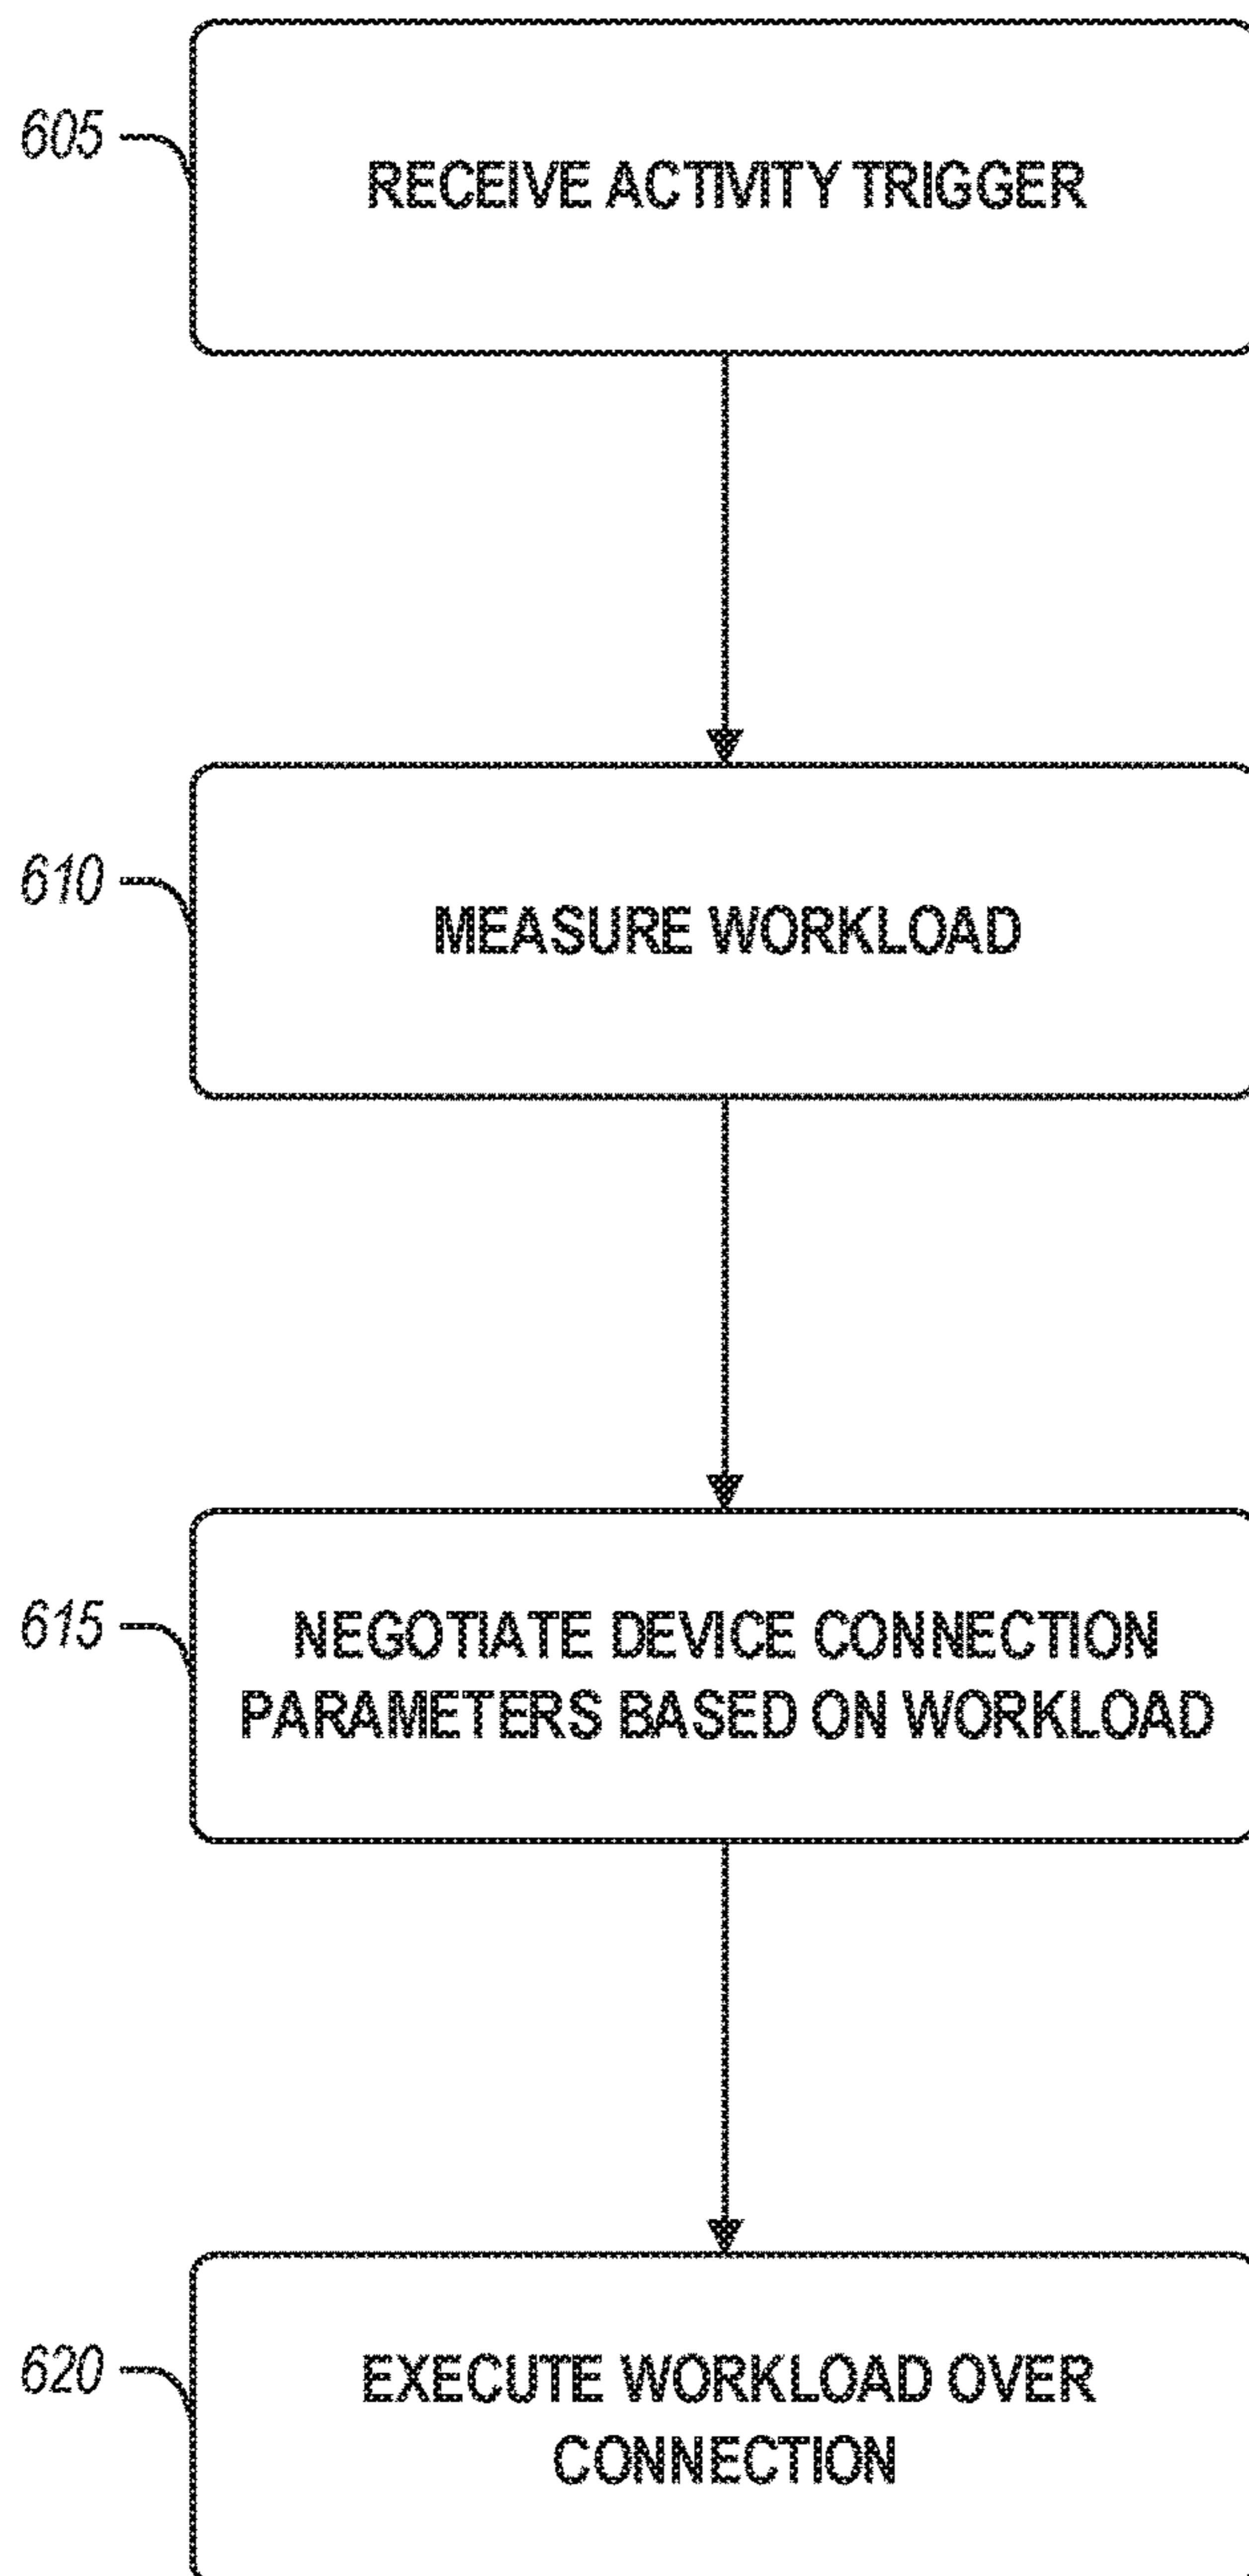 605
RECEIVE ACTIVITY TRIGGER
610
MEASURE WORKLOAD
615
NEGOTIATE DEVICE CONNECTION
PARAMETERS BASED ON WORKLOAD
620
EXECUTE WORKLOAD OVER
CONNECTION